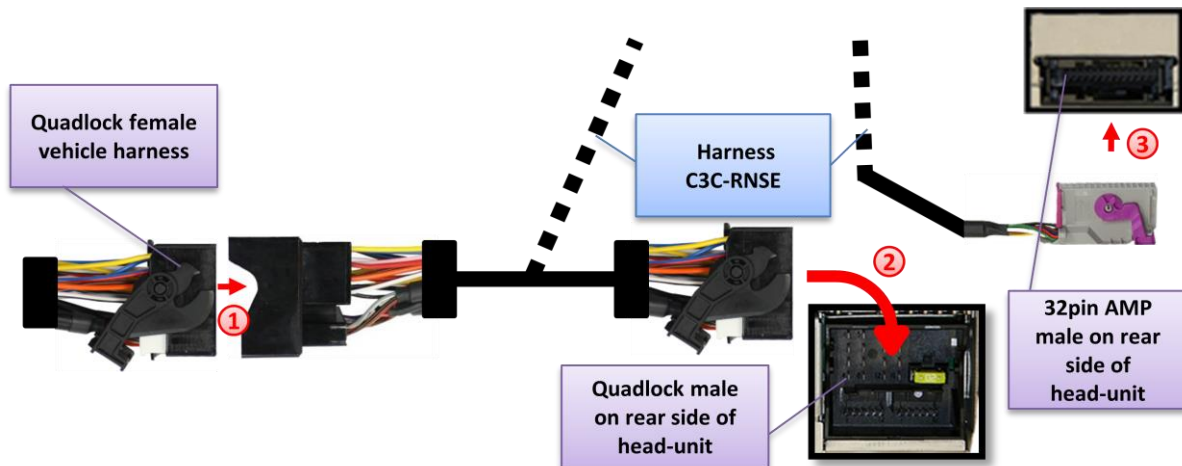 Quadlock female
vehicle harness
1
Harness
C3C-RNSE
2
3
Quadlock male
on rear side of
head-unit
32pin AMP
male on rear
side of
head-unit